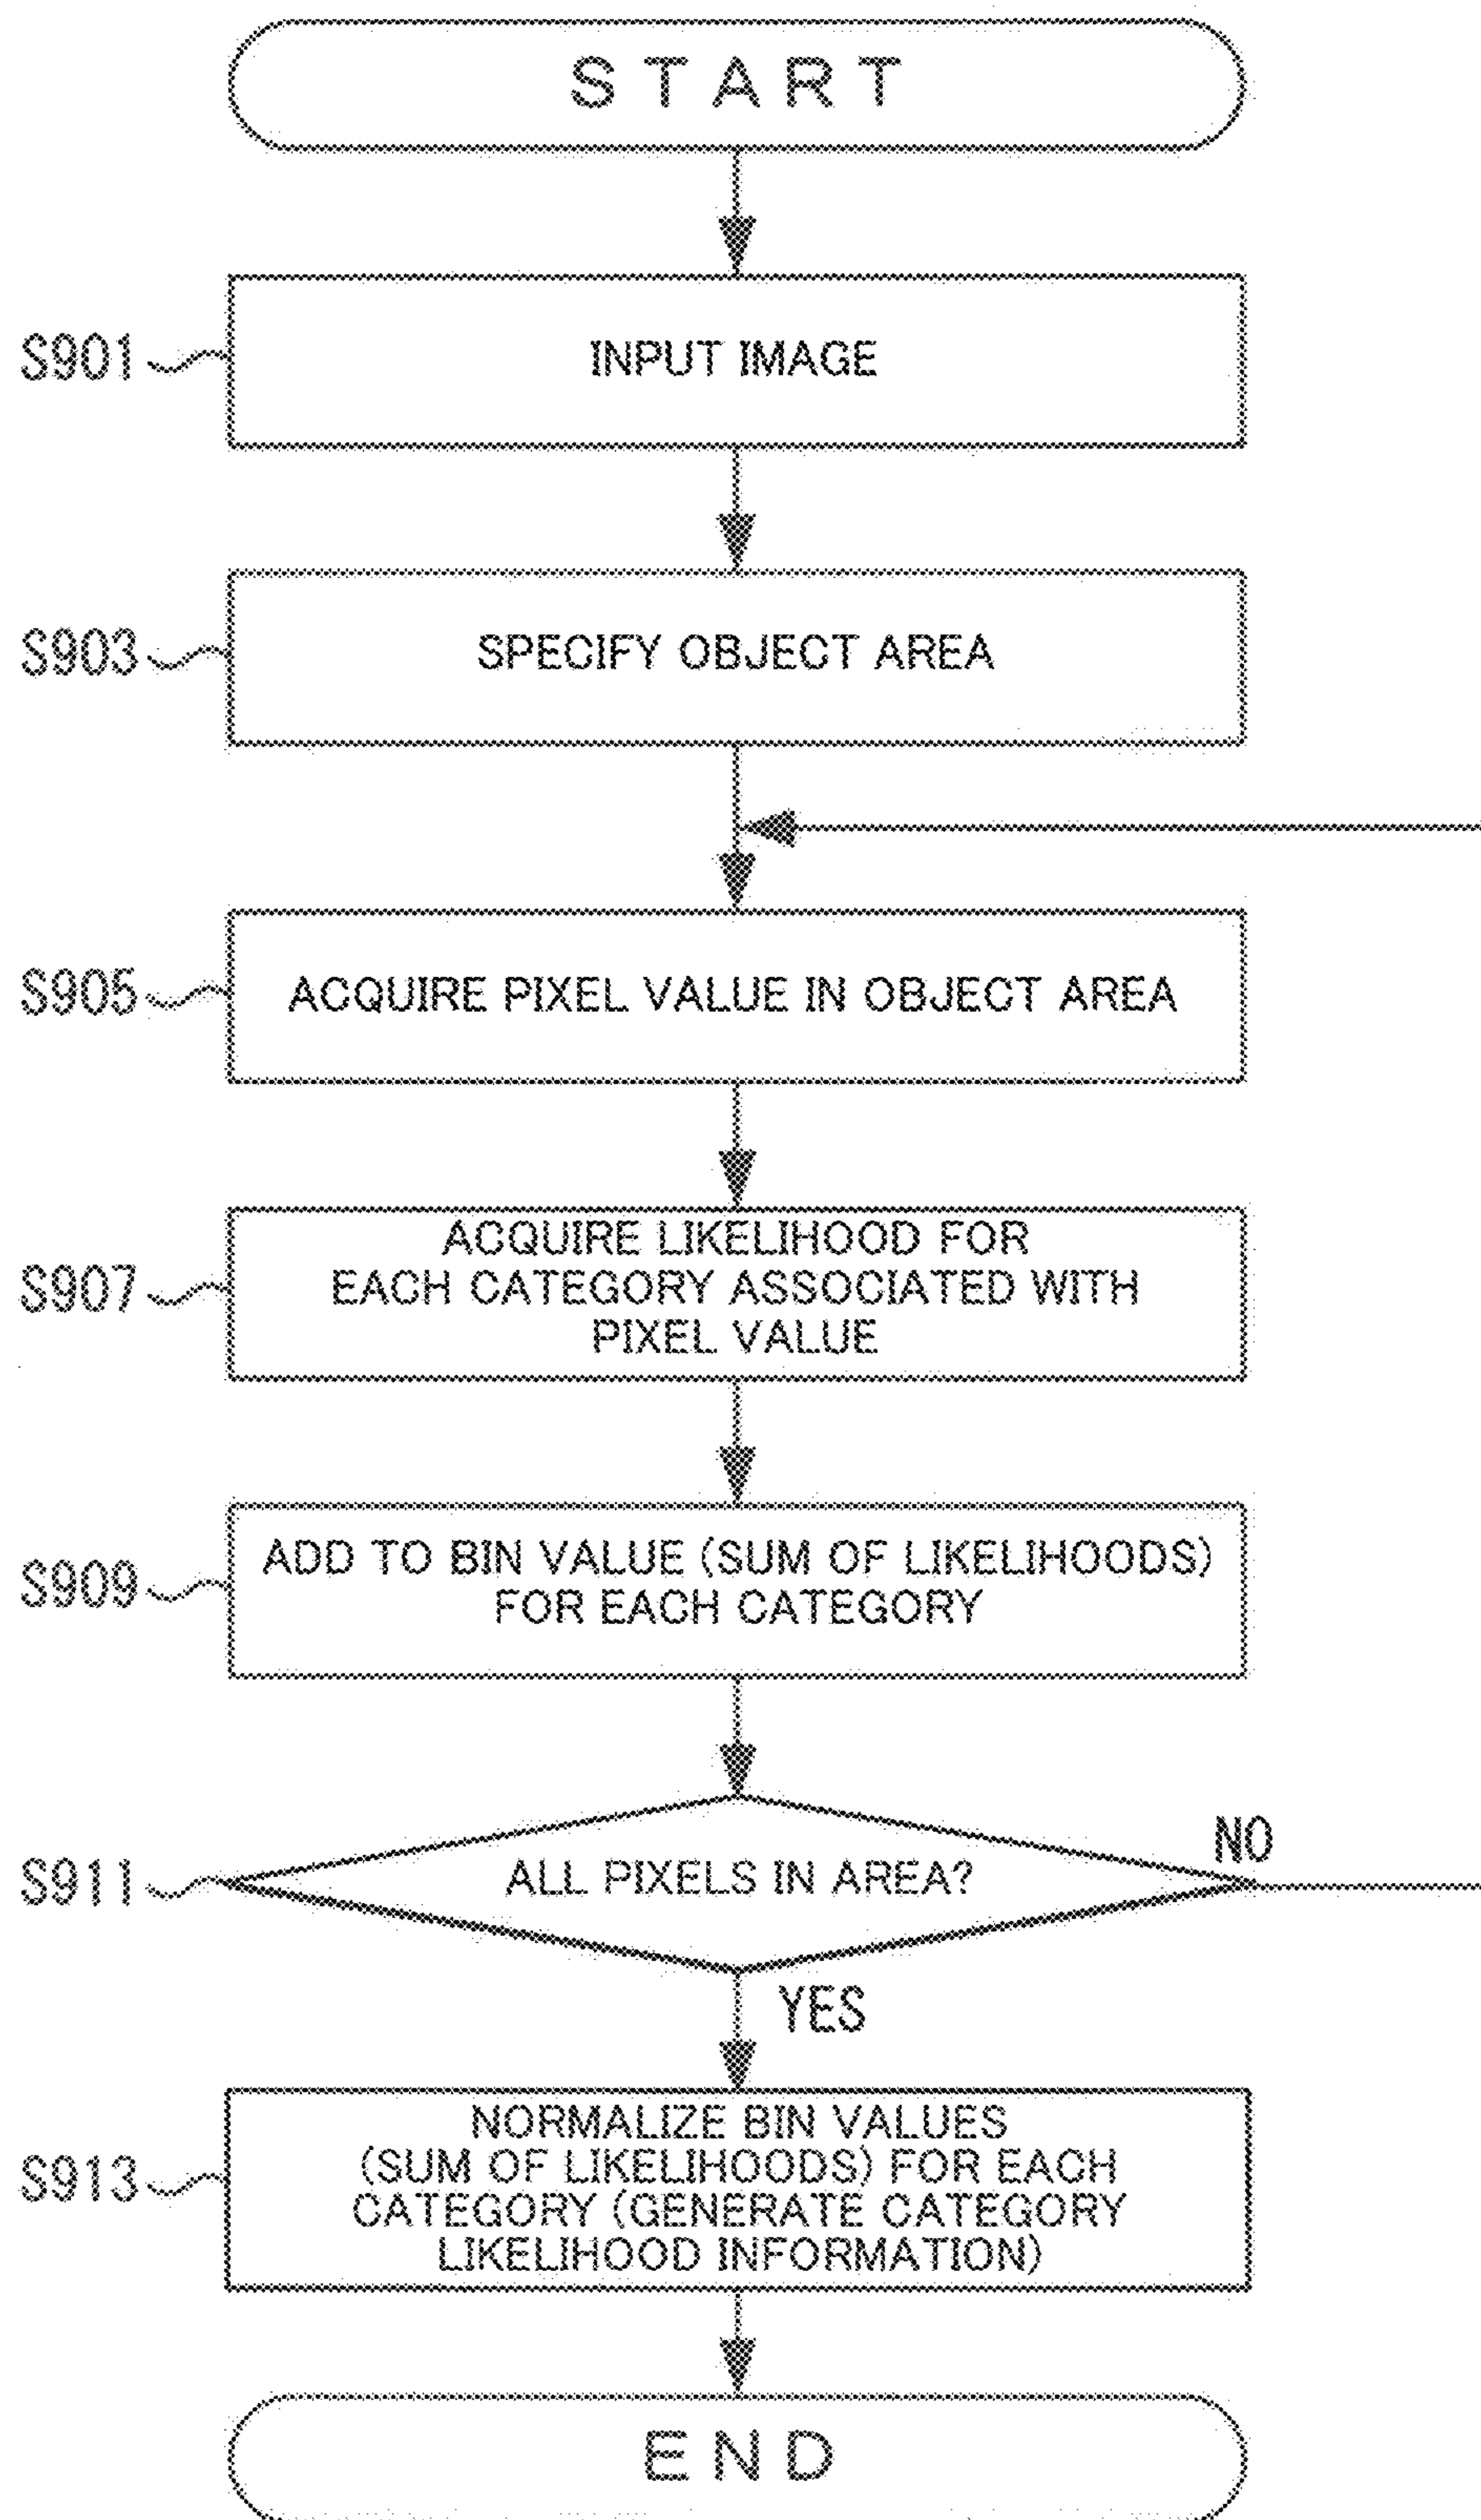 START
S901
INPUT IMAGE
S903
SPECIFY OBJECT AREA
S905
ACQUIRE PIXEL VALUE IN OBJECT AREA
S907
ACQUIRE LIKELIHOOD FOR
EACH CATEGORY ASSOCIATED WITH
PIXEL VALUE
S909
ADD TO BIN VALUE (SUM OF LIKELIHOODS)
FOR EACH CATEGORY
S911
ALL PIXELS IN AREA?
NO
YES
S913
NORMALIZE BIN VALUES
(SUM OF LIKELIHOODS) FOR EACH
CATEGORY (GENERATE CATEGORY
LIKELIHOOD INFORMATION)
END